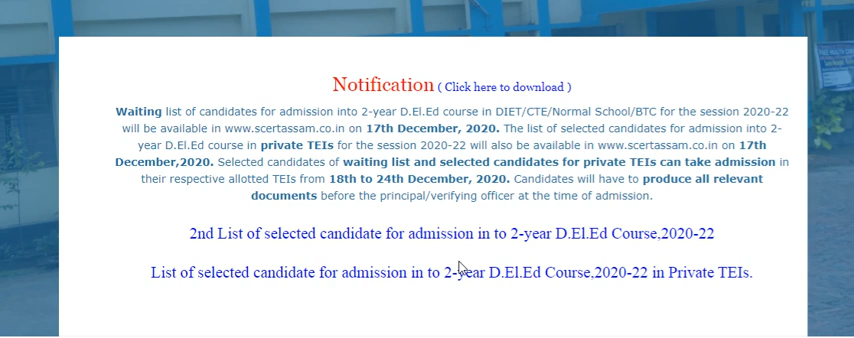 Notification ( Click here to download )
Waiting list of candidates for admission into 2-year D.El.Ed course in DIET/CTE/Normal School/BTC for the session 2020-22
will be available in www.scertassam.co.in on 17th December, 2020. The list of selected candidates for admission into 2-
year D.El.Ed course in private TEIs for the session 2020-22 will also be available in www.scertassam.co.in on 17th
December,2020. Selected candidates of waiting list and selected candidates for private TEIs can take admission in
their respective allotted TEIs from 18th to 24th December, 2020. Candidates will have to produce all relevant
documents before the principal/verifying officer at the time of admission.
2nd List of selected candidate for admission in to 2-year D.El.Ed Course,2020-22
List of selected candidate for admission in to 2-year D.El.Ed Course,2020-22 in Private TEIs.